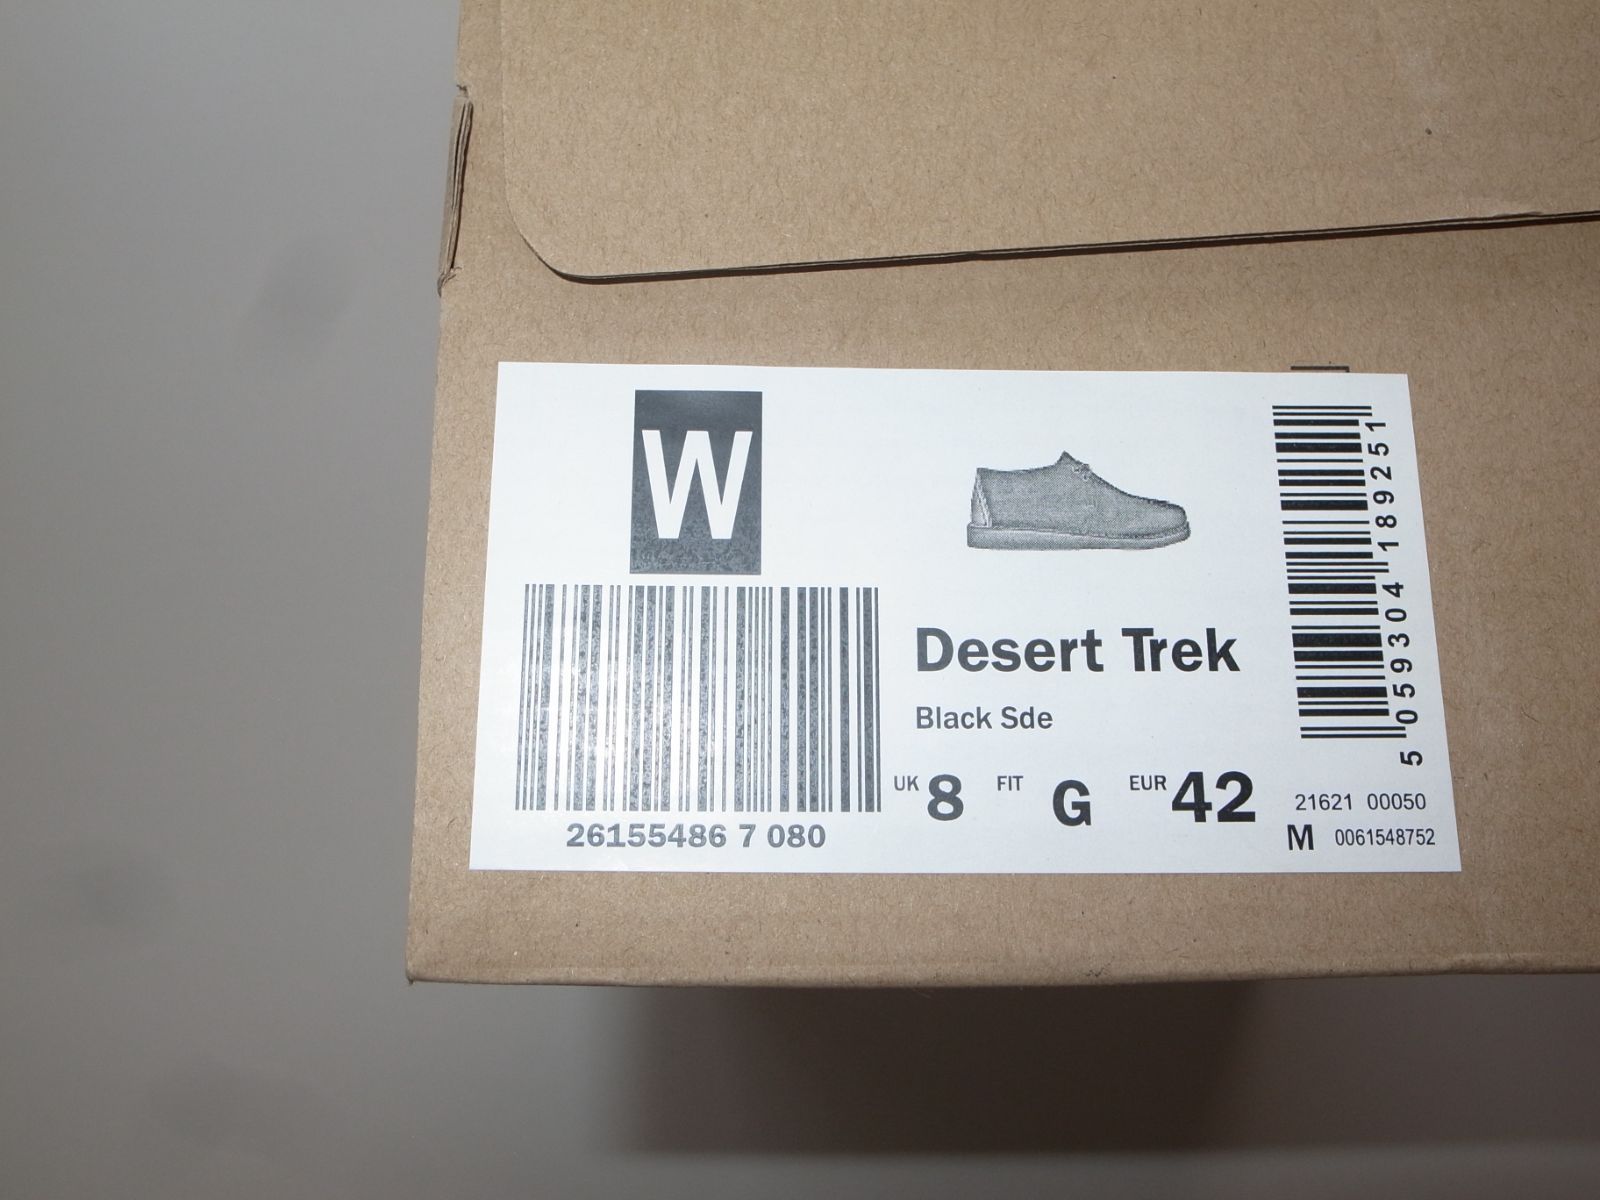 W
26155486 7 080
Desert Trek
Black Sde
UK 8 FIT G EUR 42
5 059304 189251
21621 00050
M 0061548752